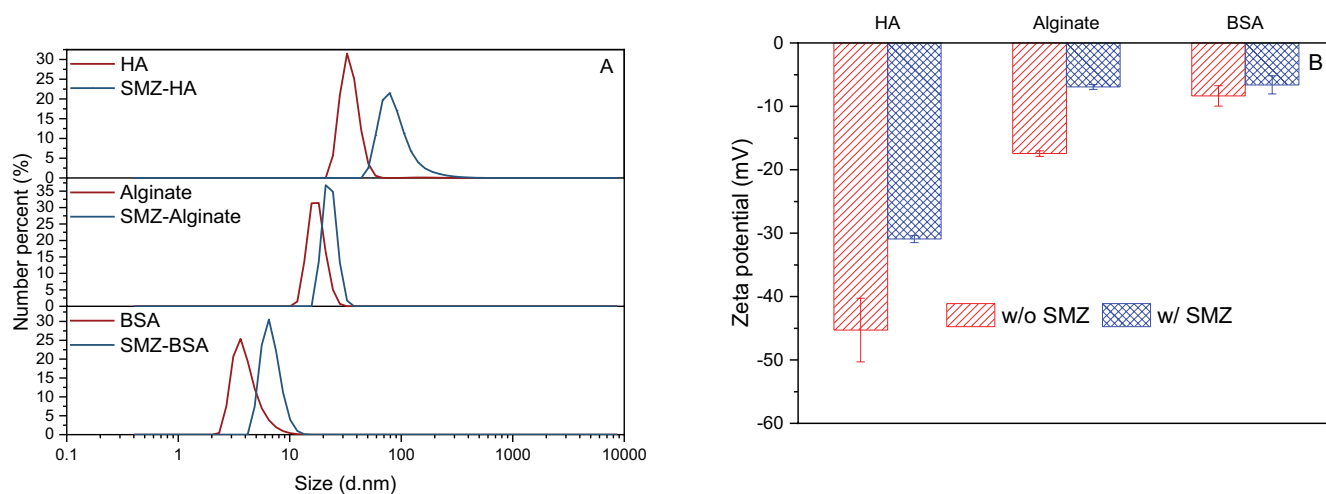 A
HA
SMZ-HA
30
25
20
15
10
5
0
Alginate
SMZ-Alginate
35
30
25
20
15
10
5
0
BSA
SMZ-BSA
30
25
20
15
10
5
0
Number percent (%)
0.1 1 10 100 1000 10000
Size (d.nm)
HA Alginate BSA
B
0
-10
-20
-30
-40
-50
-60
Zeta potential (mV)
w/o SMZ w/ SMZ